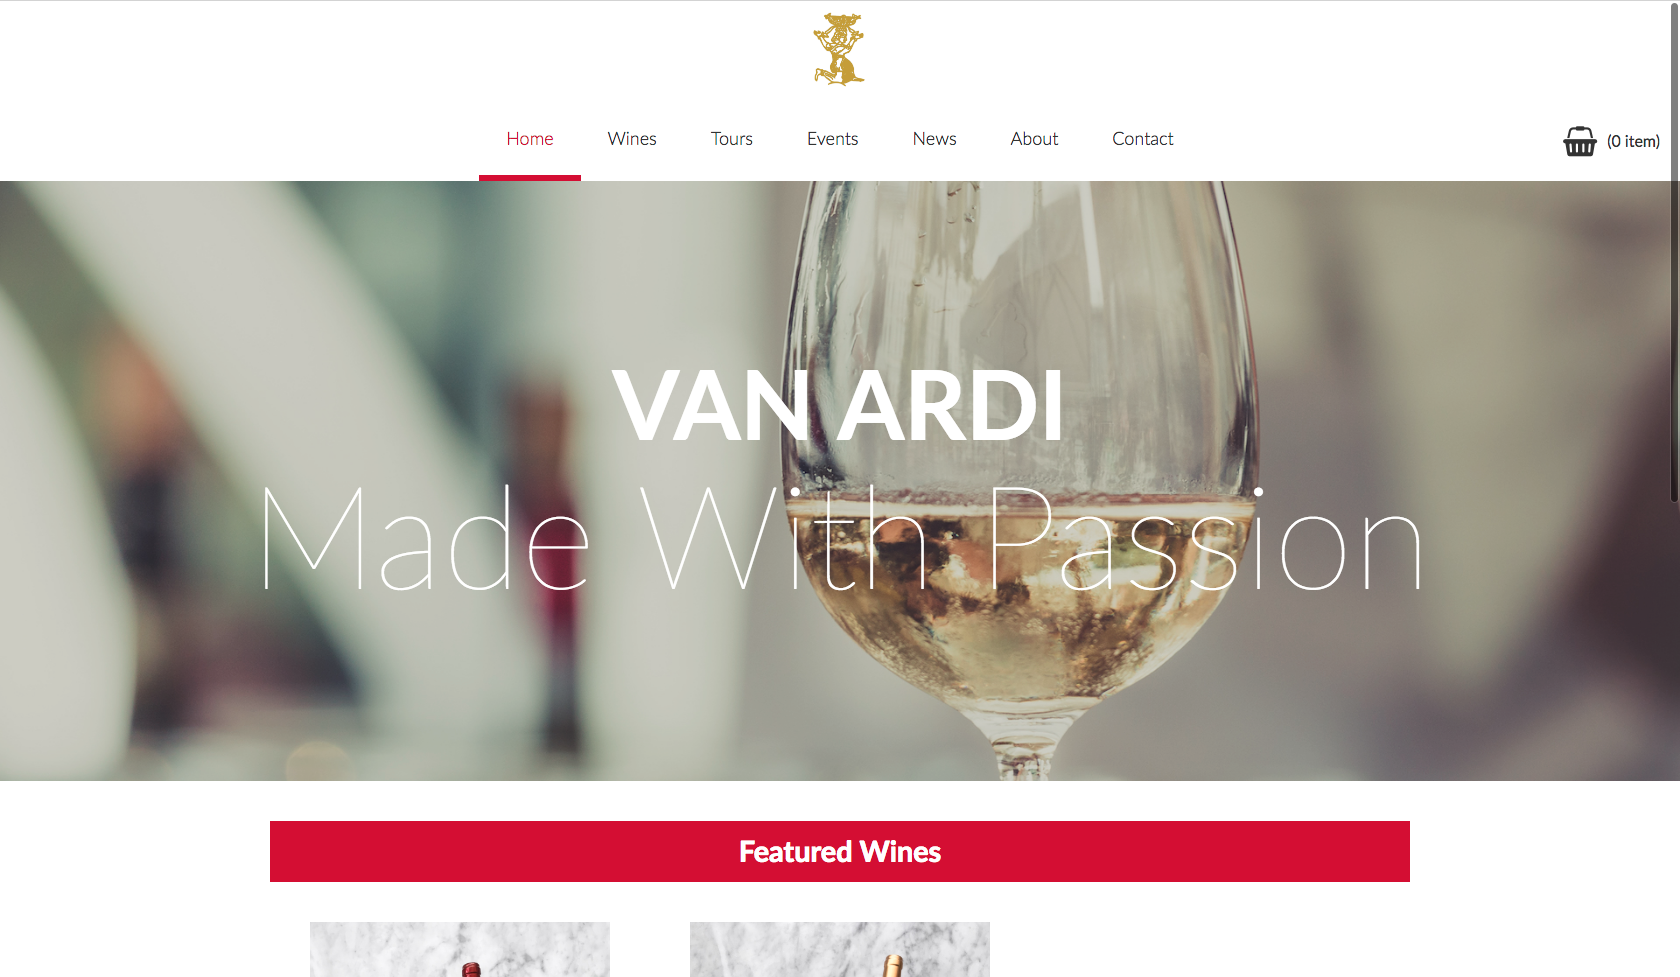 Home Wines Tours Events News About Contact (0 item)
VAN ARDI
Made With Passion
Featured Wines